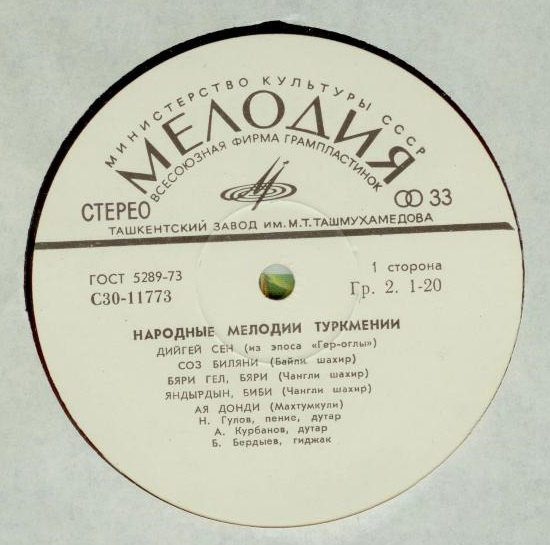 МИНИСТЕРСТВО КУЛЬТУРЫ СССР
МЕЛОДИЯ
ВСЕСОЮЗНАЯ ФИРМА ГРАМПЛАСТИНОК
СТЕРЕО
33
ТАШКЕНТСКИЙ ЗАВОД ИМ. М.Т. ТАШМУХАМЕДОВА
ГОСТ 5289-73
1 сторона
С30-11773
Гр. 2. 1-20
НАРОДНЫЕ МЕЛОДИИ ТУРКМЕНИИ
ДИЙГЕЙ СЕН (из эпоса «Гер-оглы»)
СОЗ БИЛЯНИ (Байли шахир)
БЯРИ ГЕЛ, БЯРИ (Чангли шахир)
ЯНДЫРДЫН, БИБИ (Чангли шахир)
АЯ ДОНДИ (Махтумкули)
Н. Гулов, пение, дутар
А. Курбанов, дутар
Б. Бердыев, гиджак